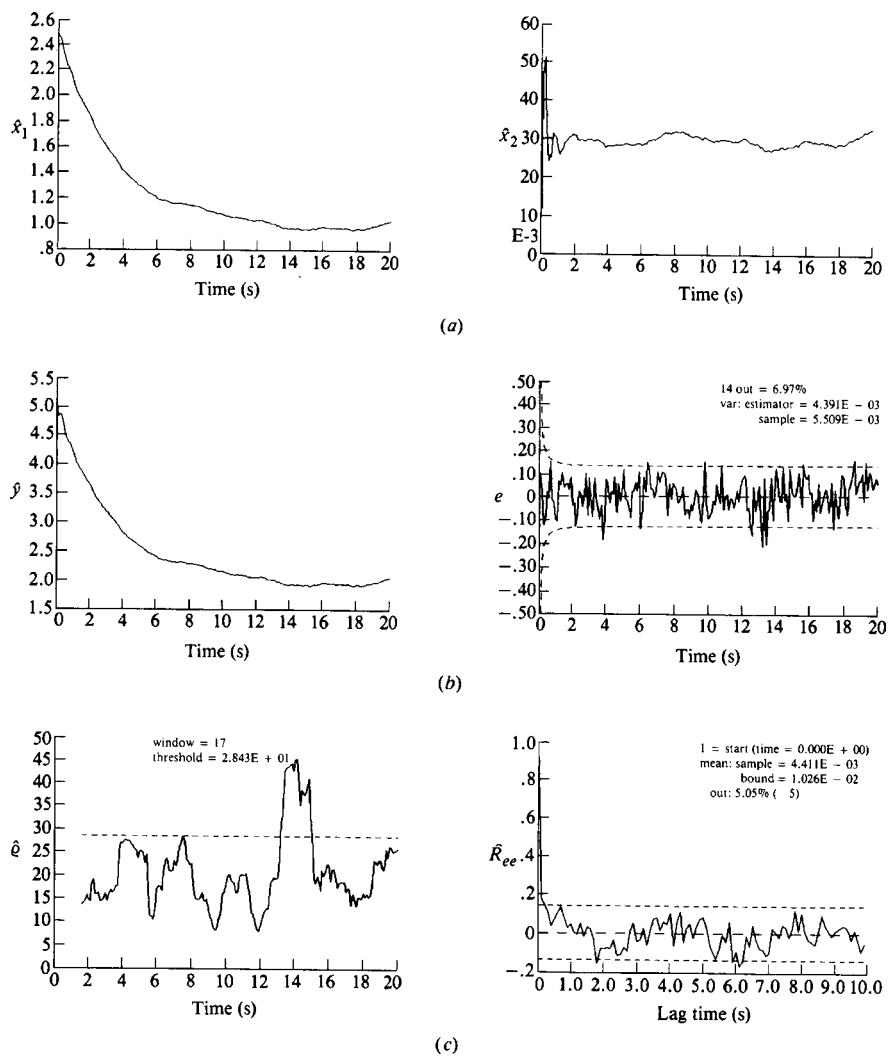 2.6
2.4
2.2
2.0
1.8
x̂1
1.6
1.4
1.2
1.0
.8
0 2 4 6 8 10 12 14 16 18 20
Time (s)
60
50
40
x̂2 30
20
10
E-3
0
0 2 4 6 8 10 12 14 16 18 20
Time (s)
(a)
5.5
5.0
4.5
4.0
ŷ 3.5
3.0
2.5
2.0
1.5
0 2 4 6 8 10 12 14 16 18 20
Time (s)
.50
.40
.30
.20
.10
e 0
−.10
−.20
−.30
−.40
−.50
14 out = 6.97%
var: estimator = 4.391E − 03
sample = 5.509E − 03
0 2 4 6 8 10 12 14 16 18 20
Time (s)
(b)
50
45
40
35
30
ϱ̂ 25
20
15
10
5
0
window = 17
threshold = 2.843E + 01
0 2 4 6 8 10 12 14 16 18 20
Time (s)
1.0
.8
.6
R̂ee .4
.2
0
−.2
1 = start (time = 0.000E + 00)
mean: sample = 4.411E − 03
bound = 1.026E − 02
out: 5.05% ( 5)
0 1.0 2.0 3.0 4.0 5.0 6.0 7.0 8.0 9.0 10.0
Lag time (s)
(c)